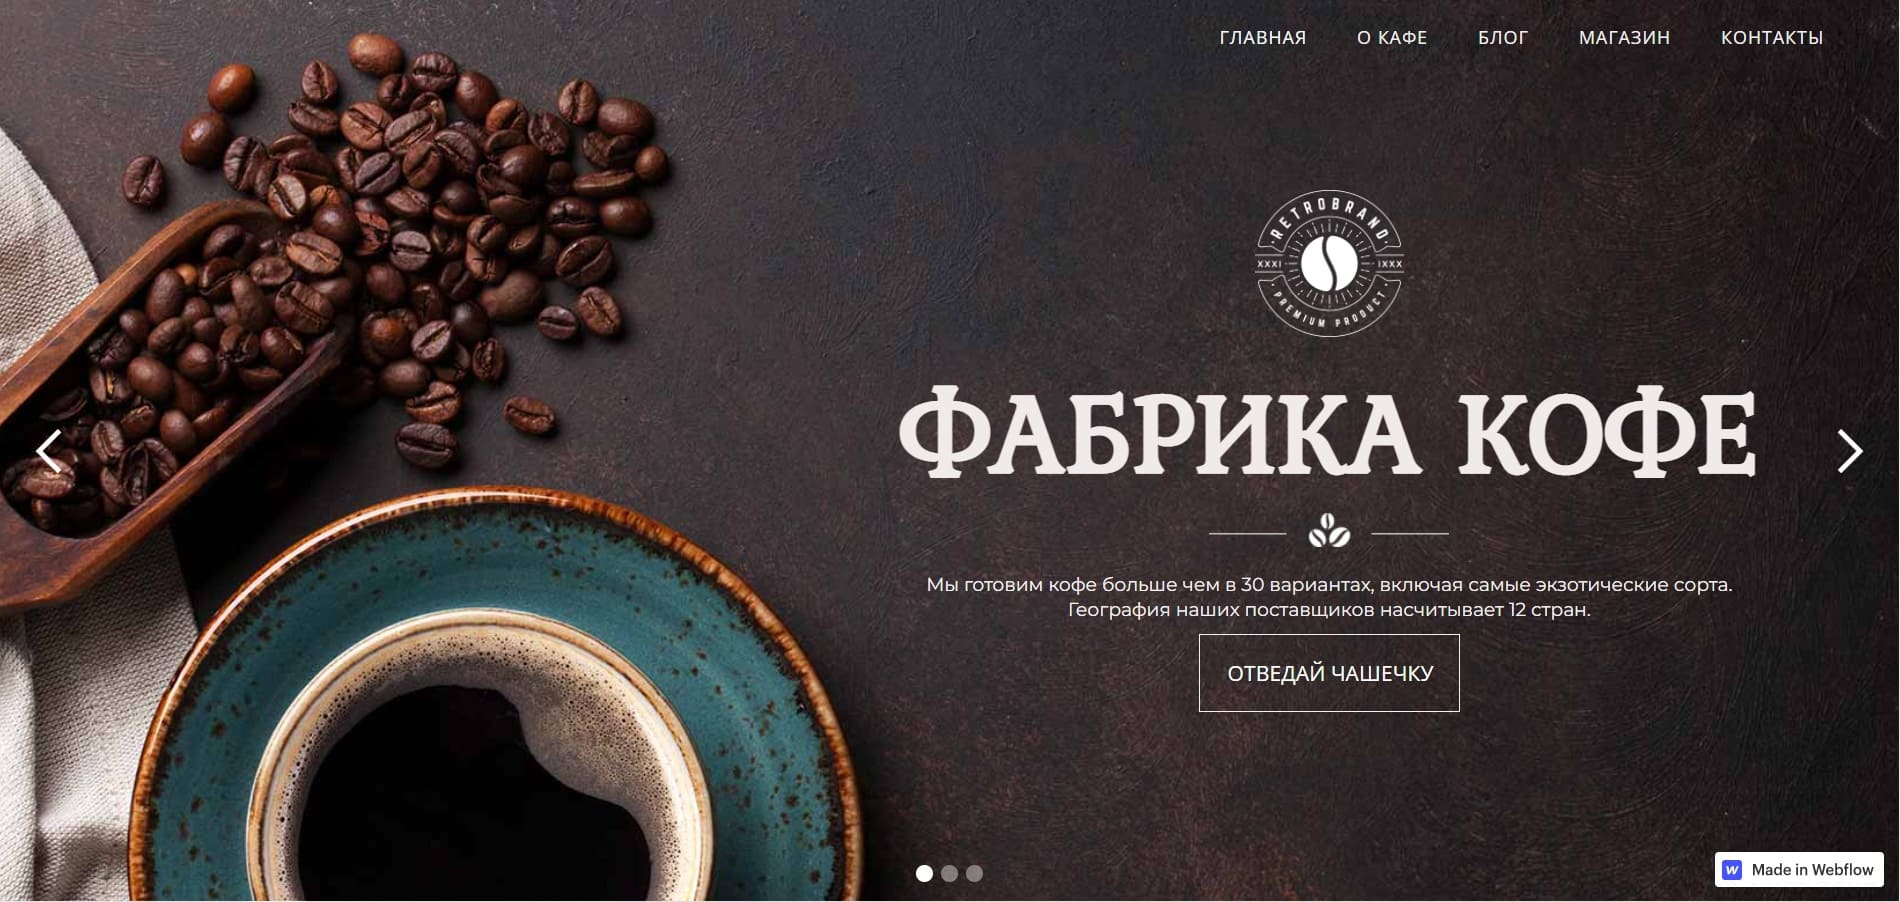 ГЛАВНАЯ О КАФЕ БЛОГ МАГАЗИН КОНТАКТЫ
RETROBRAND
XXXI IXXX
PREMIUM PRODUCT
ФАБРИКА КОФЕ
Мы готовим кофе больше чем в 30 вариантах, включая самые экзотические сорта.
География наших поставщиков насчитывает 12 стран.
ОТВЕДАЙ ЧАШЕЧКУ
Made in Webflow